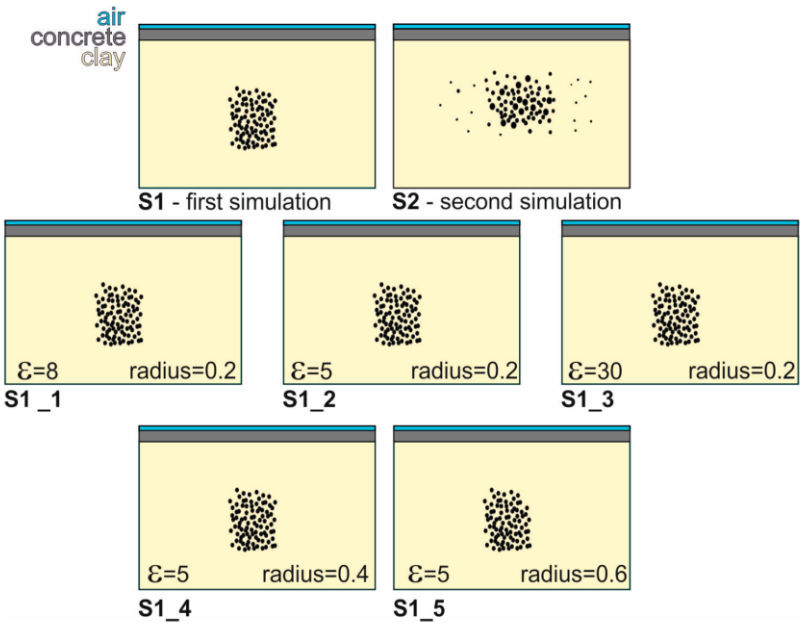 air
concrete
clay
S1 - first simulation
S2 - second simulation
Ɛ=8 radius=0.2
Ɛ=5 radius=0.2
Ɛ=30 radius=0.2
S1 _1
S1_2
S1_3
Ɛ=5 radius=0.4
Ɛ=5 radius=0.6
S1_4
S1_5